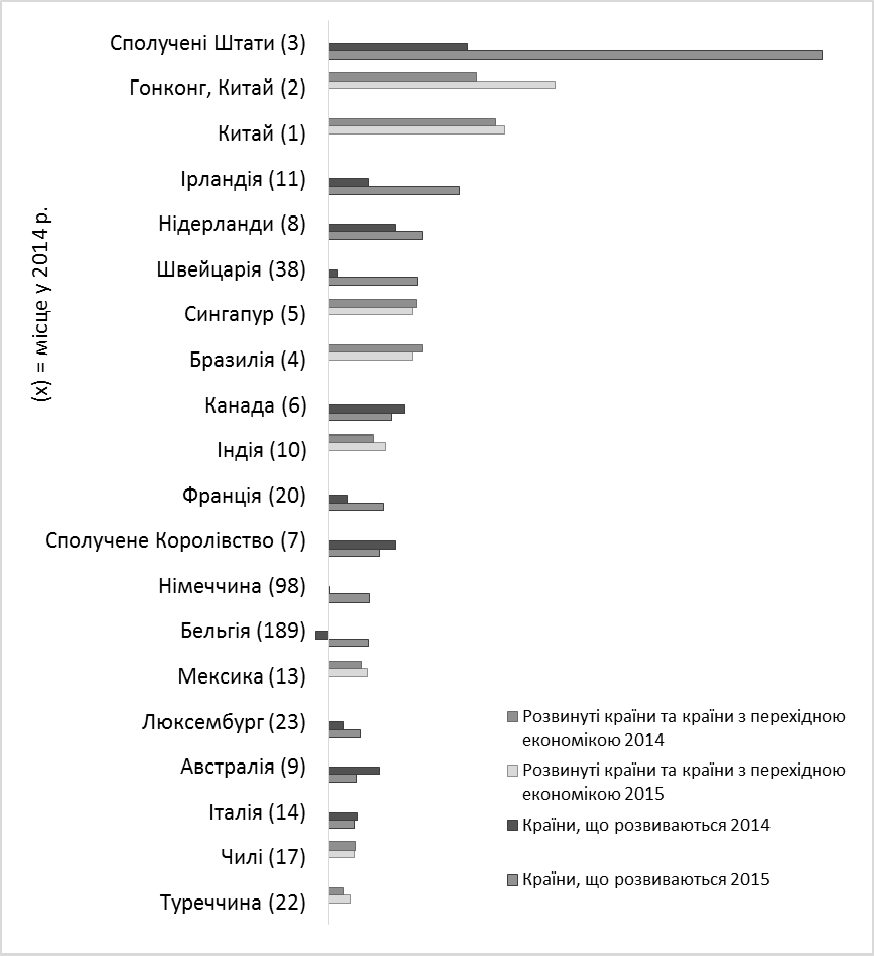 Сполучені Штати (3)
Гонконг, Китай (2)
Китай (1)
Ірландія (11)
Нідерланди (8)
Швейцарія (38)
Сингапур (5)
Бразилія (4)
Канада (6)
Індія (10)
Франція (20)
Сполучене Королівство (7)
Німеччина (98)
Бельгія (189)
Мексика (13)
Люксембург (23)
Австралія (9)
Італія (14)
Чилі (17)
Туреччина (22)
(х) = місце у 2014 р.
Розвинуті країни та країни з перехідною
економікою 2014
Розвинуті країни та країни з перехідною
економікою 2015
Країни, що розвиваються 2014
Країни, що розвиваються 2015